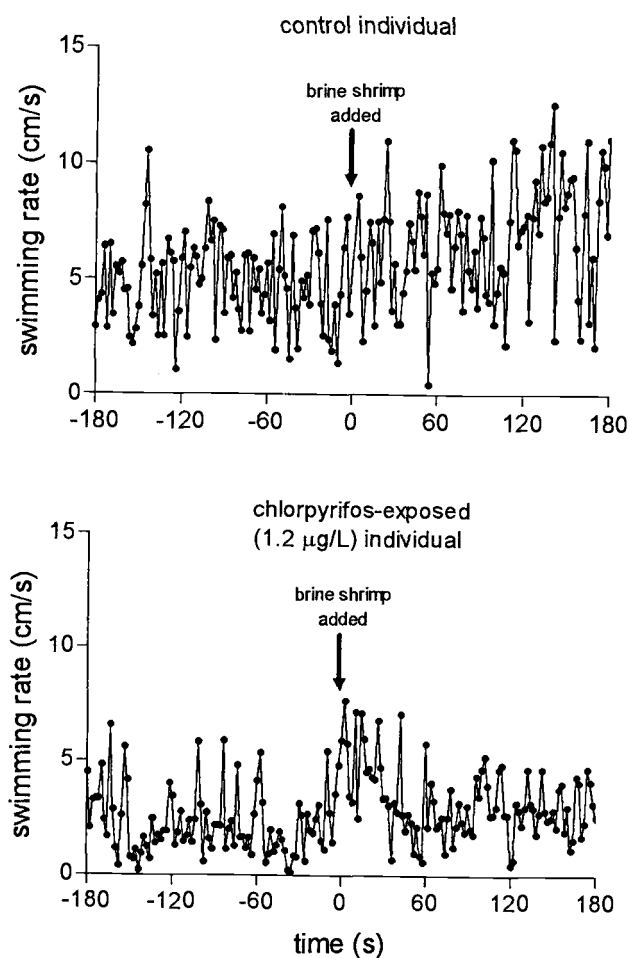 control individual
15
brine shrimp
added
10
swimming rate (cm/s)
5
0
-180 -120 -60 0 60 120 180
chlorpyrifos-exposed
(1.2 µg/L) individual
15
brine shrimp
added
10
swimming rate (cm/s)
5
0
-180 -120 -60 0 60 120 180
time (s)